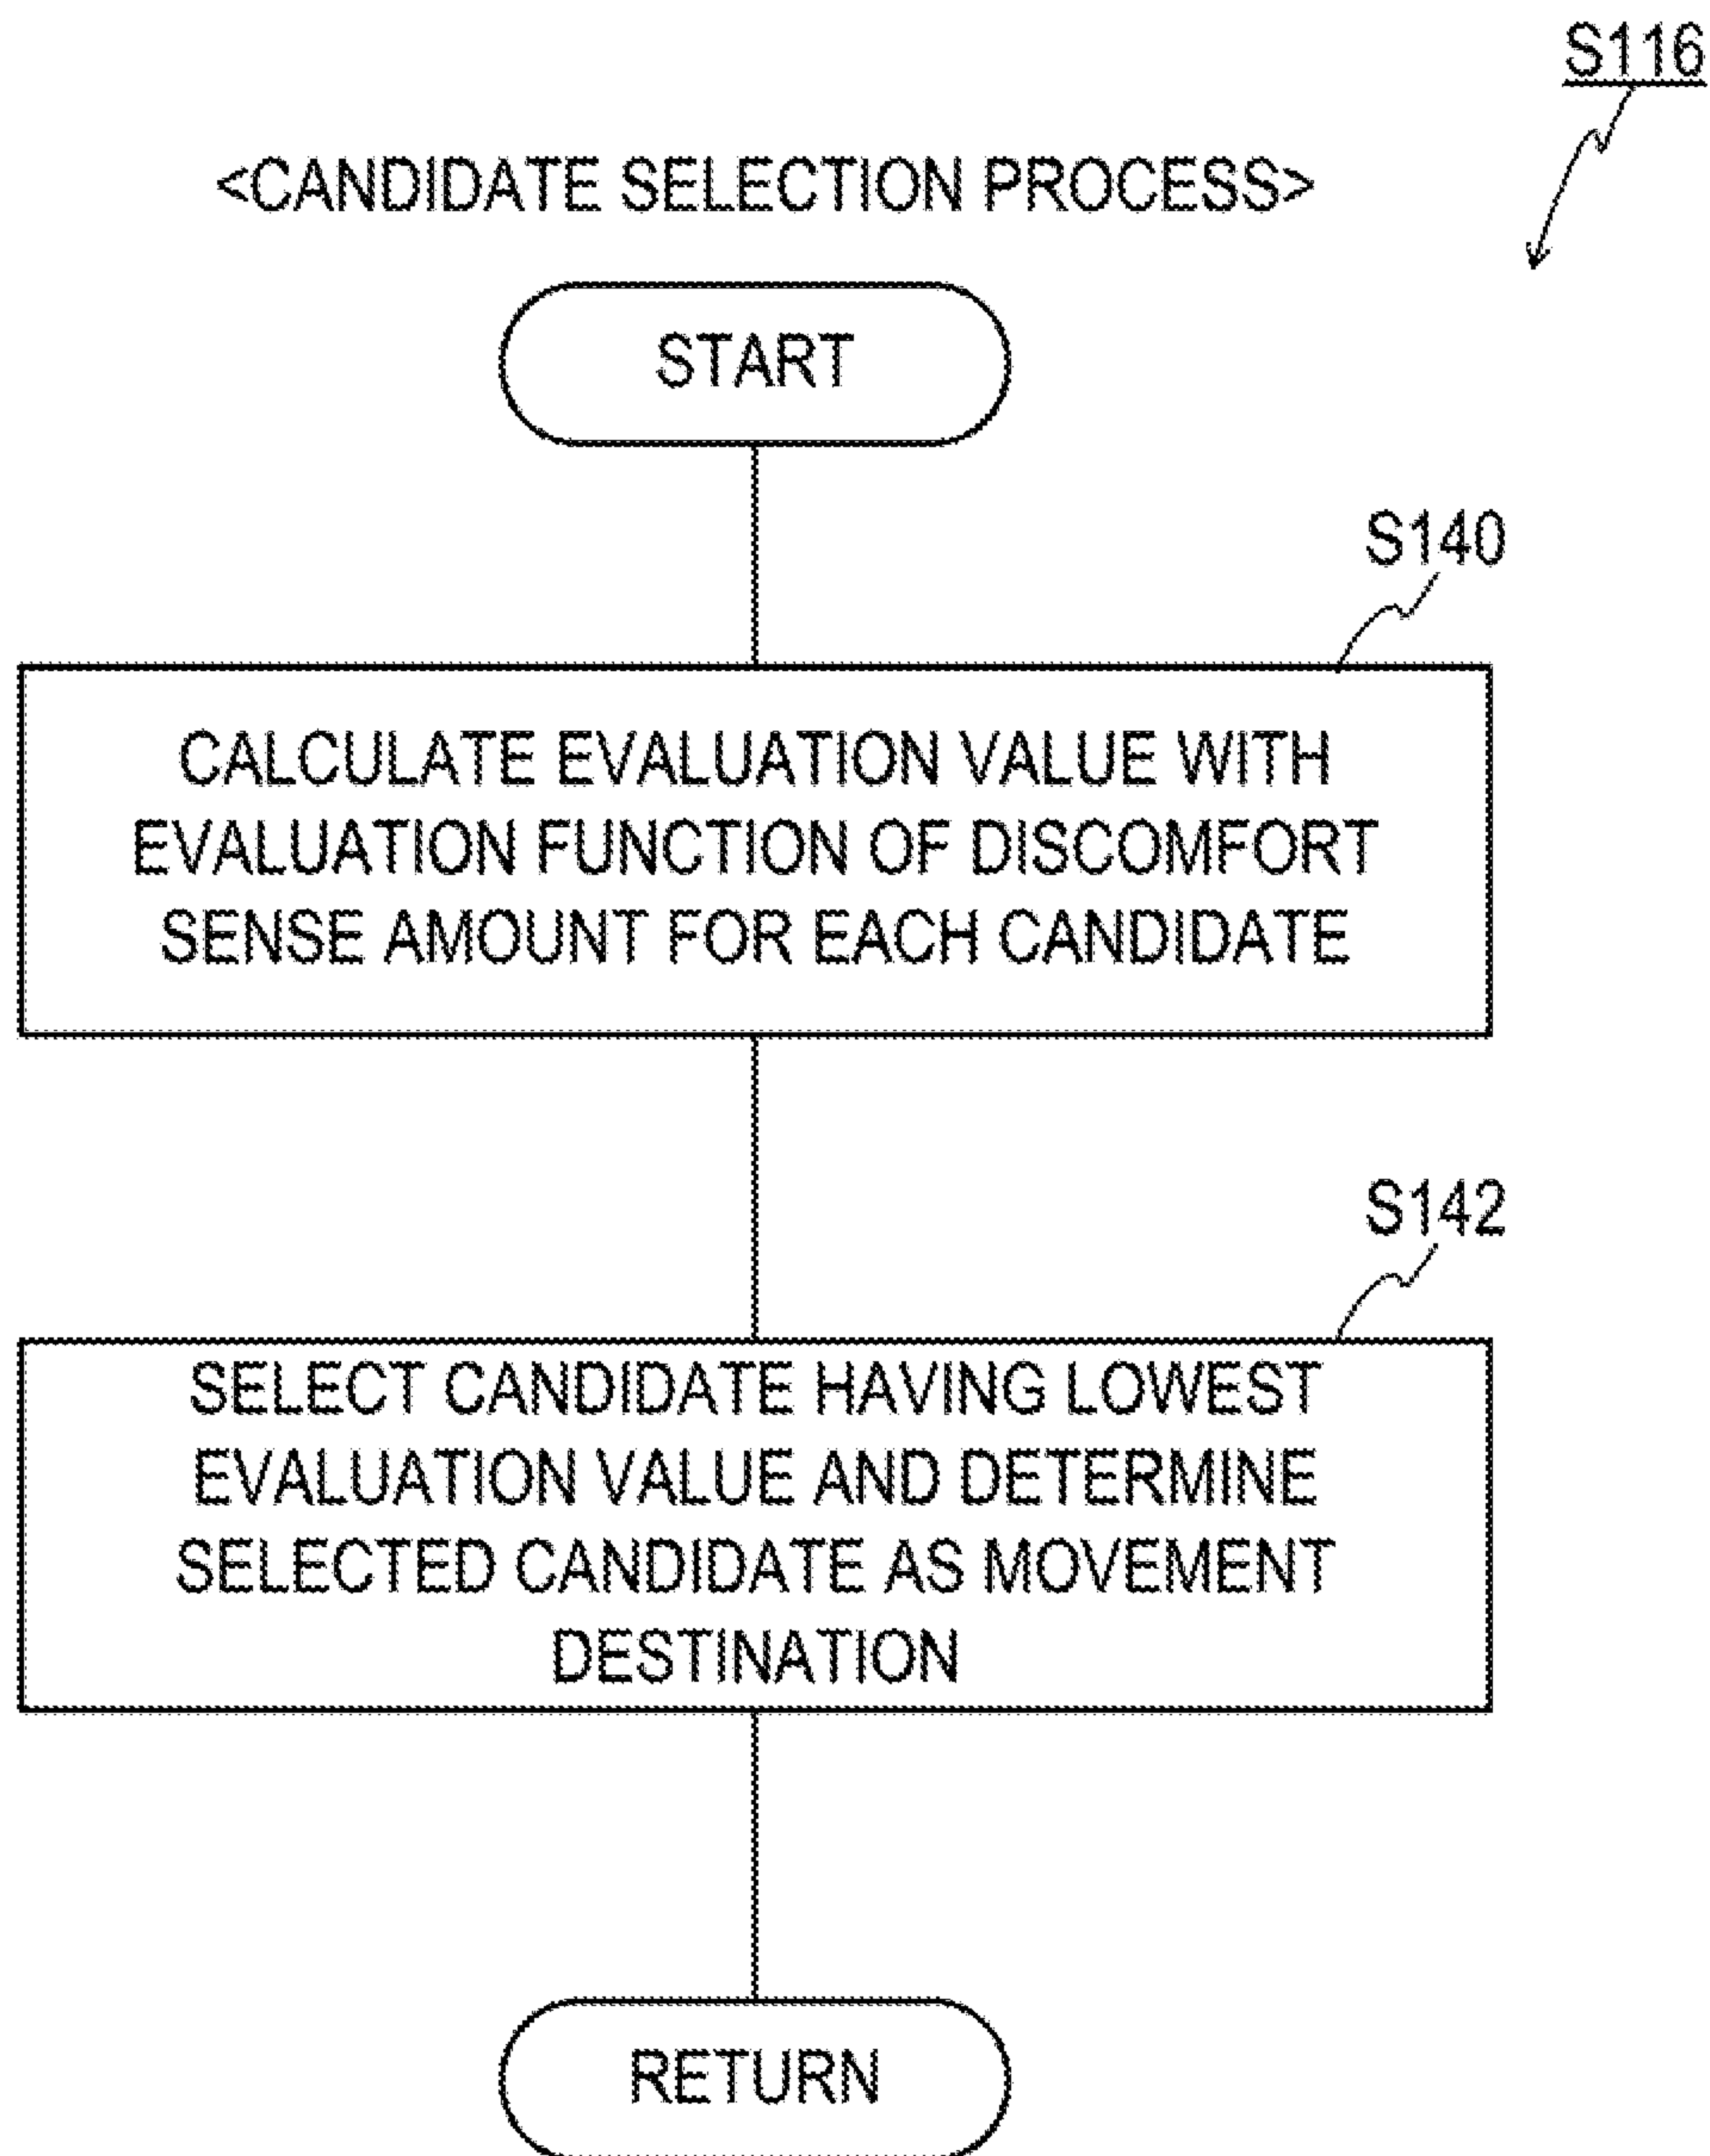 S116
<CANDIDATE SELECTION PROCESS>
START
S140
CALCULATE EVALUATION VALUE WITH
EVALUATION FUNCTION OF DISCOMFORT
SENSE AMOUNT FOR EACH CANDIDATE
S142
SELECT CANDIDATE HAVING LOWEST
EVALUATION VALUE AND DETERMINE
SELECTED CANDIDATE AS MOVEMENT
DESTINATION
RETURN